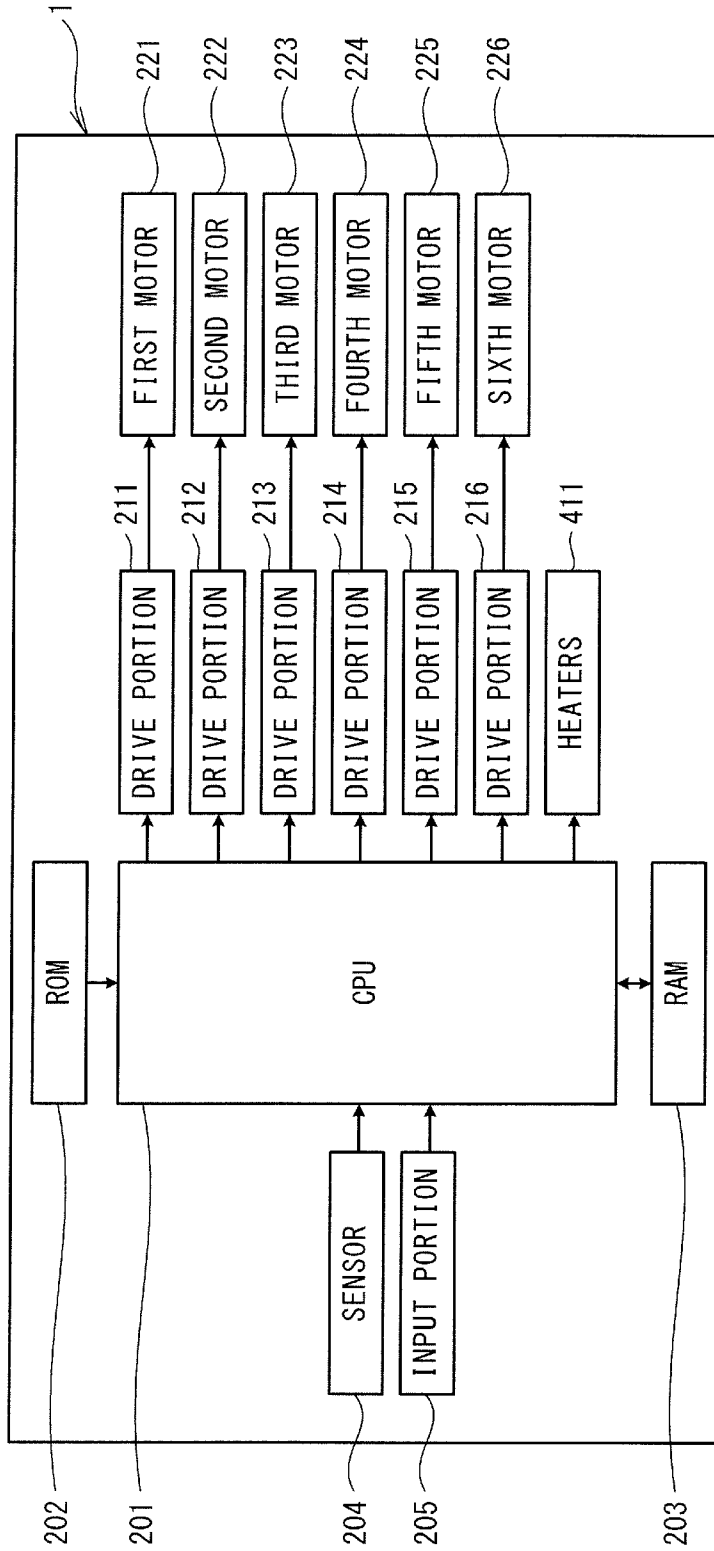 1
202
ROM
201
CPU
204
SENSOR
205
INPUT PORTION
203
RAM
DRIVE PORTION
211
FIRST MOTOR
221
DRIVE PORTION
212
SECOND MOTOR
222
DRIVE PORTION
213
THIRD MOTOR
223
DRIVE PORTION
214
FOURTH MOTOR
224
DRIVE PORTION
215
FIFTH MOTOR
225
DRIVE PORTION
216
SIXTH MOTOR
226
HEATERS
411